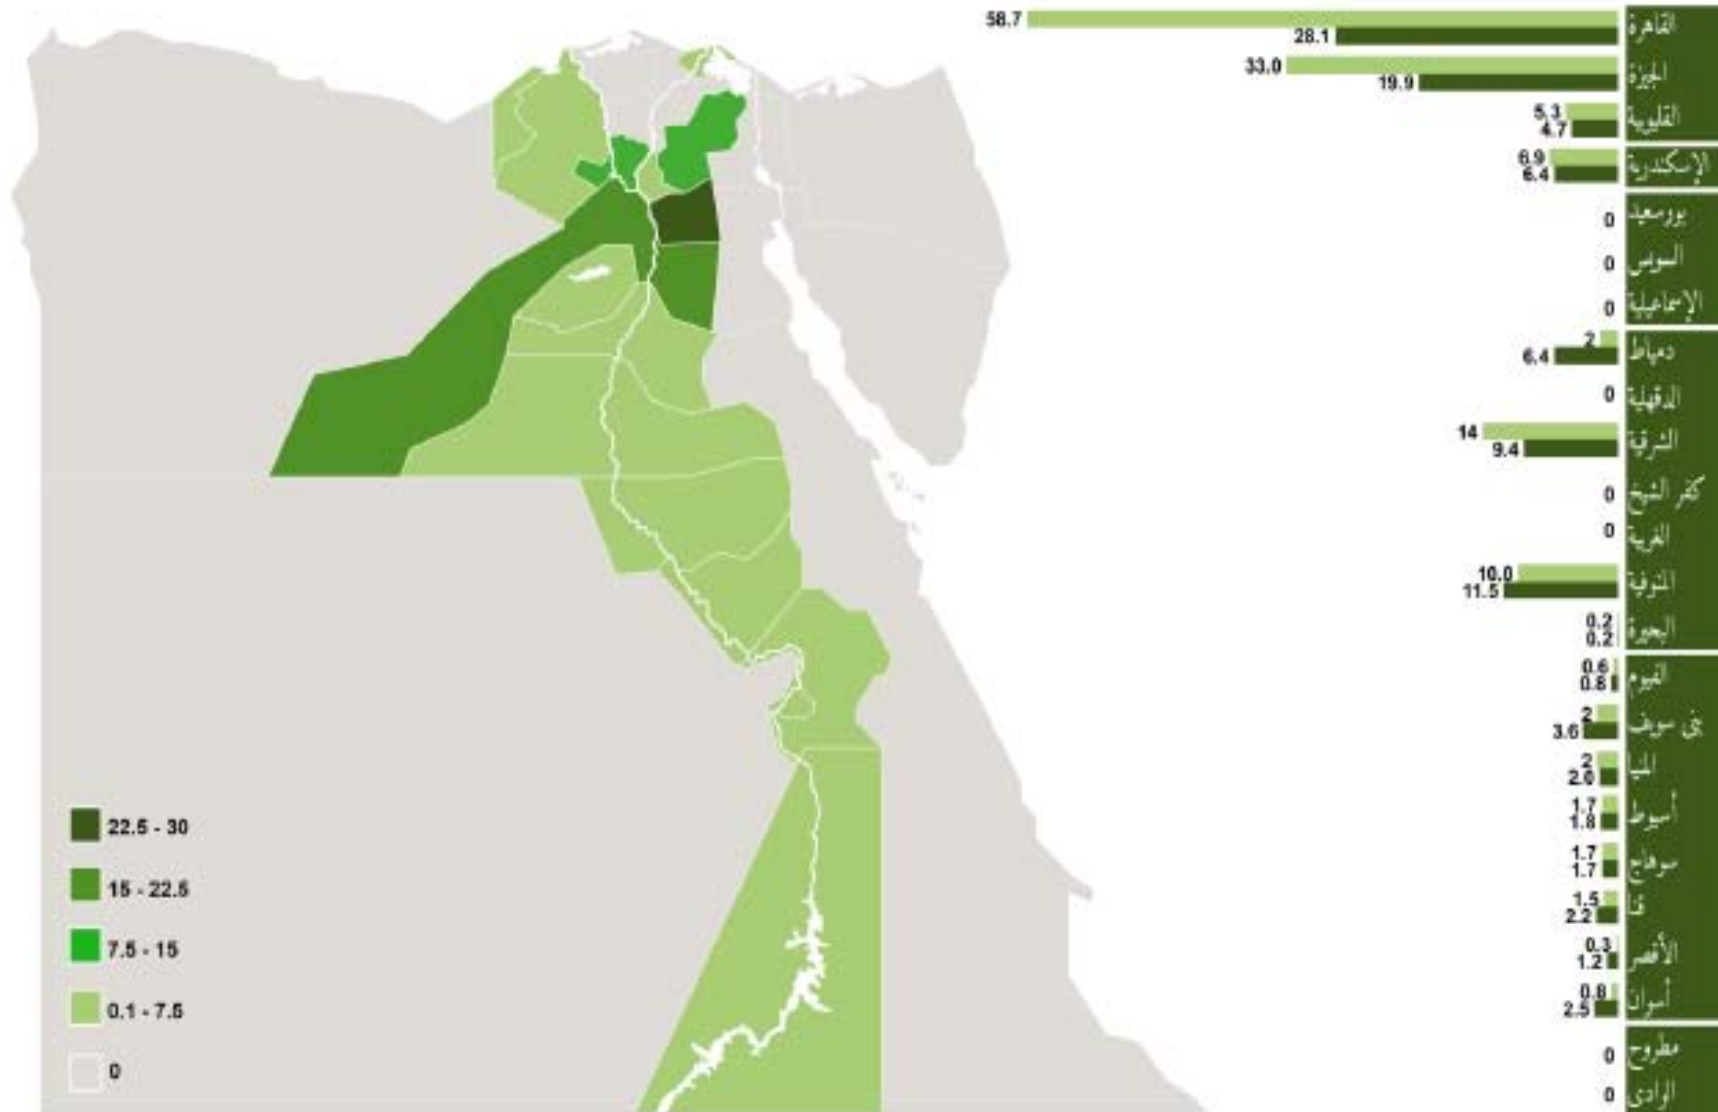 القاهرة
58.7
28.1
الجيزة
33.0
19.9
القليوبية
5.3
4.7
الإسكندرية
6.9
6.4
بورسعيد
0
السويس
0
الإسماعيلية
0
دمياط
2
6.4
الدقهلية
0
الشرقية
14
9.4
كفر الشيخ
0
الغربية
0
المنوفية
10.0
11.5
البحيرة
0.2
0.2
الفيوم
0.6
0.8
بنى سويف
2
3.6
المنيا
2
2.0
أسيوط
1.7
1.8
سوهاج
1.7
1.7
قنا
1.5
2.2
الأقصر
0.3
1.2
أسوان
0.8
2.5
مطروح
0
الوادى
0
22.5 - 30
15 - 22.5
7.5 - 15
0.1 - 7.5
0